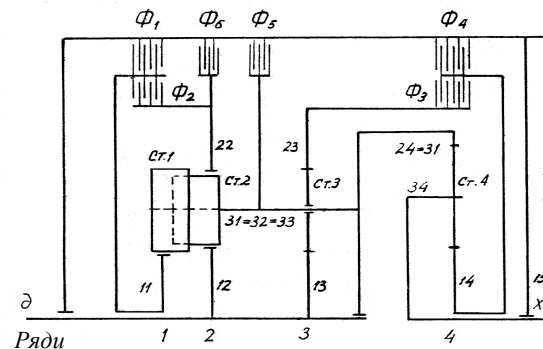 Ф₁ Ф₆ Ф₅ Ф₄
Ф₂ Ф₃
22 23 24=31
ст.1 ст.2 ст.3 ст.4
31=32=33 34
11 12 13 14 15
д х
Ряди 1 2 3 4